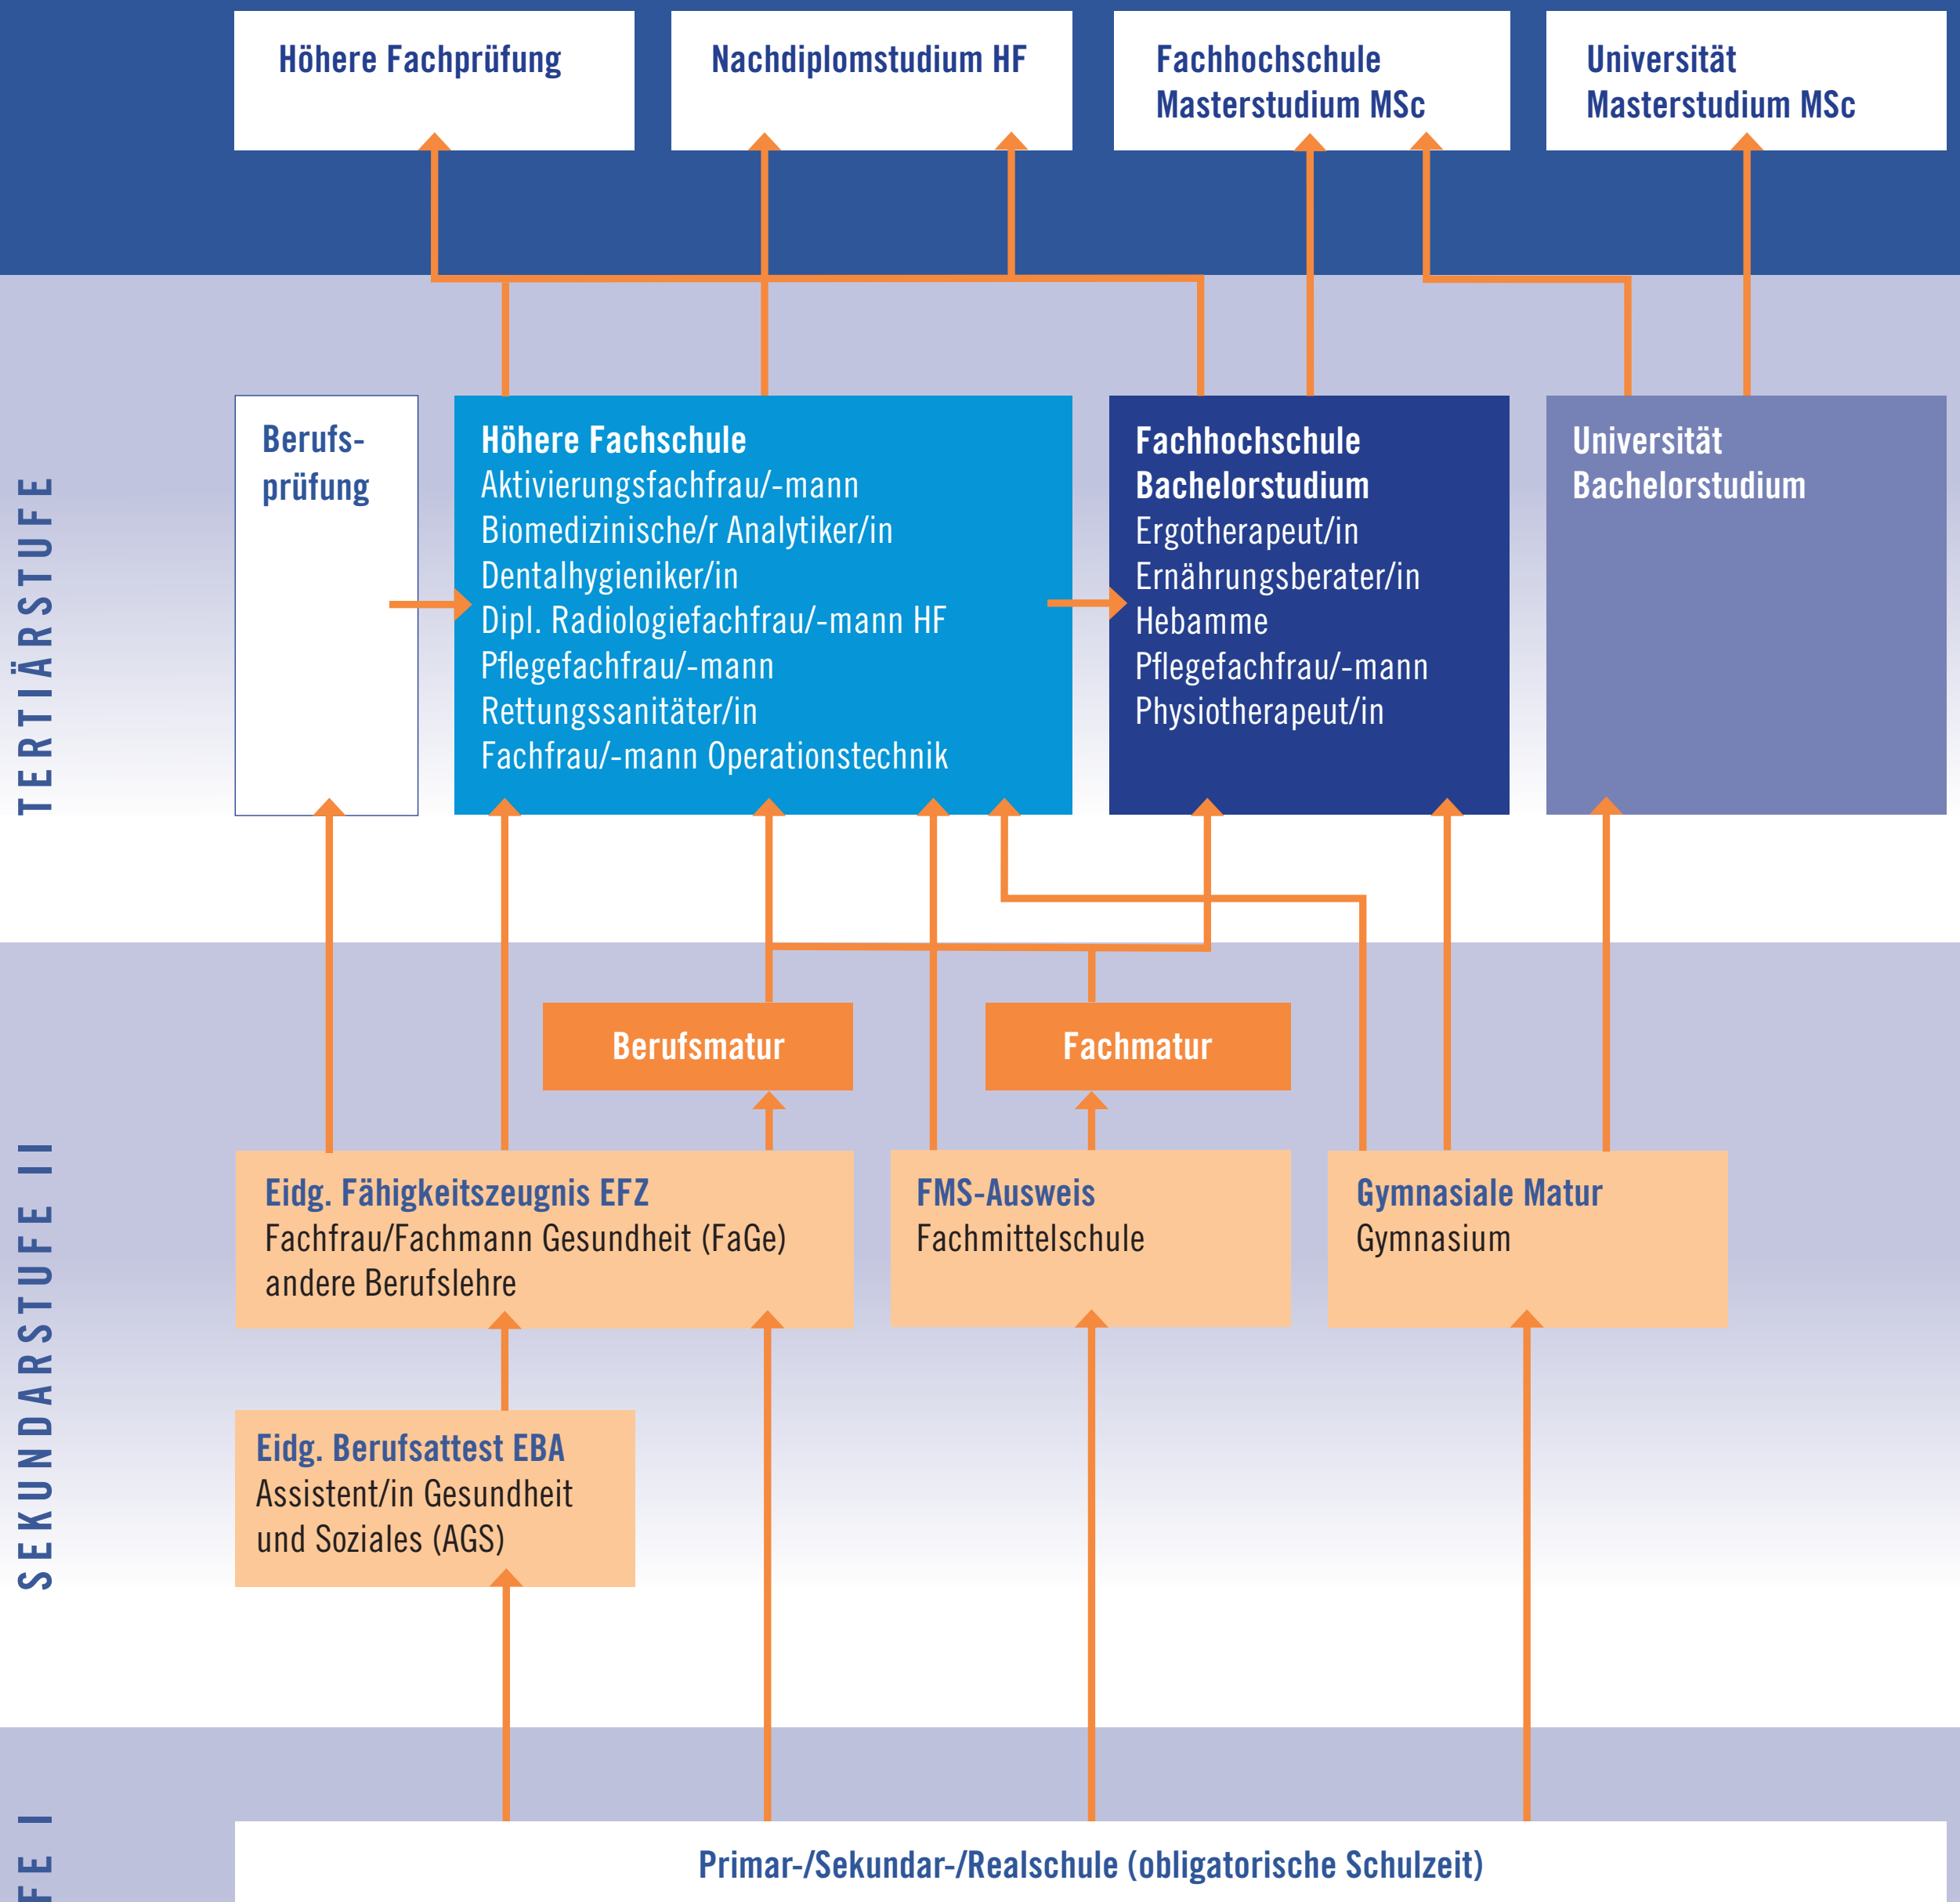 Höhere Fachprüfung
Nachdiplomstudium HF
Fachhochschule
Masterstudium MSc
Universität
Masterstudium MSc
TERTIÄRSTUFE
Berufs-
prüfung
Höhere Fachschule
Aktivierungsfachfrau/-mann
Biomedizinische/r Analytiker/in
Dentalhygieniker/in
Dipl. Radiologiefachfrau/-mann HF
Pflegefachfrau/-mann
Rettungssanitäter/in
Fachfrau/-mann Operationstechnik
Fachhochschule
Bachelorstudium
Ergotherapeut/in
Ernährungsberater/in
Hebamme
Pflegefachfrau/-mann
Physiotherapeut/in
Universität
Bachelorstudium
SEKUNDARSTUFE II
Berufsmatur
Fachmatur
Eidg. Fähigkeitszeugnis EFZ
Fachfrau/Fachmann Gesundheit (FaGe)
andere Berufslehre
FMS-Ausweis
Fachmittelschule
Gymnasiale Matur
Gymnasium
Eidg. Berufsattest EBA
Assistent/in Gesundheit
und Soziales (AGS)
FE I
Primar-/Sekundar-/Realschule (obligatorische Schulzeit)